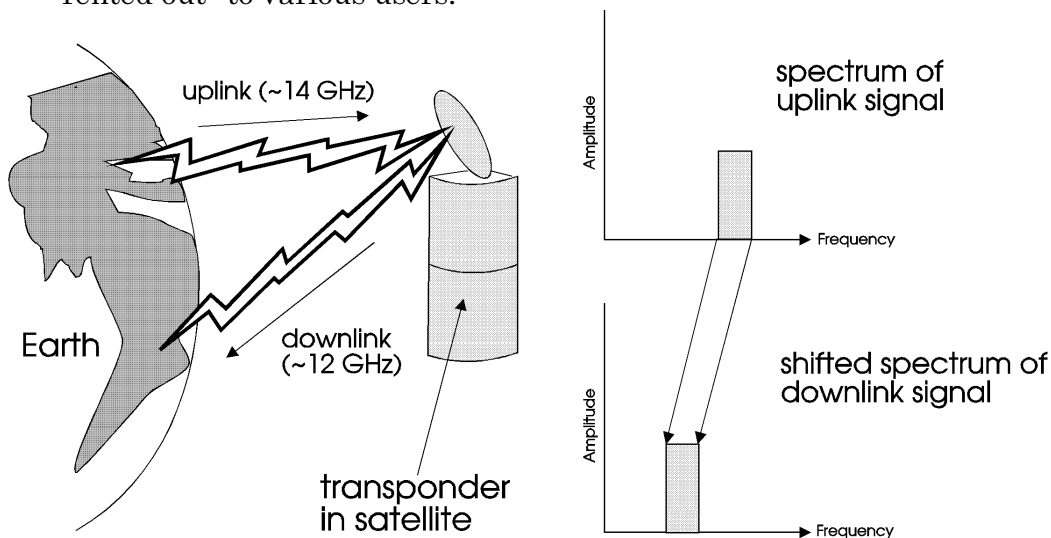 rented out" to various users.
uplink (~14 GHz)
Earth
downlink
(~12 GHz)
transponder
in satellite
spectrum of
uplink signal
Amplitude
Frequency
shifted spectrum of
downlink signal
Amplitude
Frequency